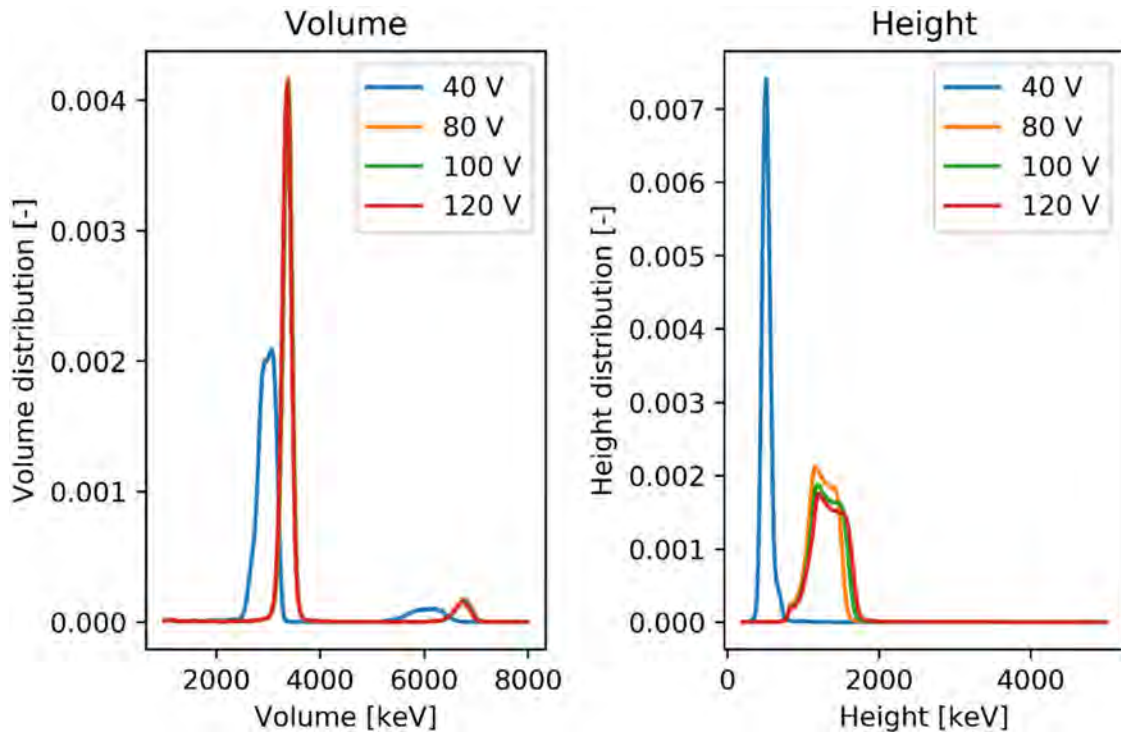 Volume
40 V
80 V
100 V
120 V
Volume distribution [-]
0.004
0.003
0.002
0.001
0.000
2000 4000 6000 8000
Volume [keV]
Height
40 V
80 V
100 V
120 V
Height distribution [-]
0.007
0.006
0.005
0.004
0.003
0.002
0.001
0.000
0 2000 4000
Height [keV]